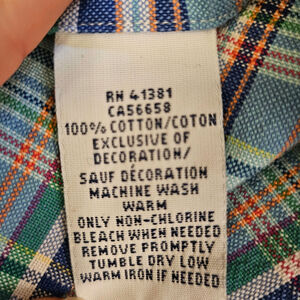 RN 41381
CA56658
100% COTTON/COTON
EXCLUSIVE OF
DECORATION/
SAUF DÉCORATION
MACHINE WASH
WARM
ONLY NON-CHLORINE
BLEACH WHEN NEEDED
REMOVE PROMPTLY
TUMBLE DRY LOW
WARM IRON IF NEEDED